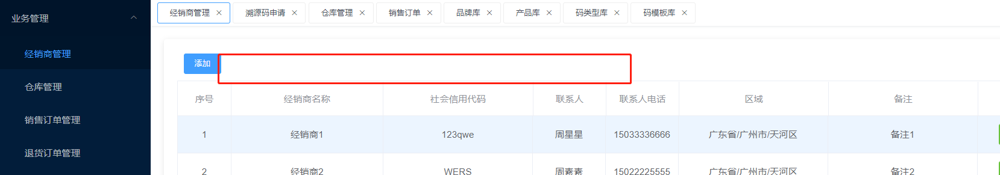 业务管理
经销商管理
仓库管理
销售订单管理
退货订单管理
经销商管理 溯源码申请 仓库管理 销售订单 品牌库 产品库 码类型库 码模板库
添加
序号 经销商名称 社会信用代码 联系人 联系人电话 区域 备注
1 经销商1 123qwe 周星星 15033336666 广东省/广州市/天河区 备注1
2 经销商2 WERS 周素素 15022225555 广东省/广州市/天河区 备注2